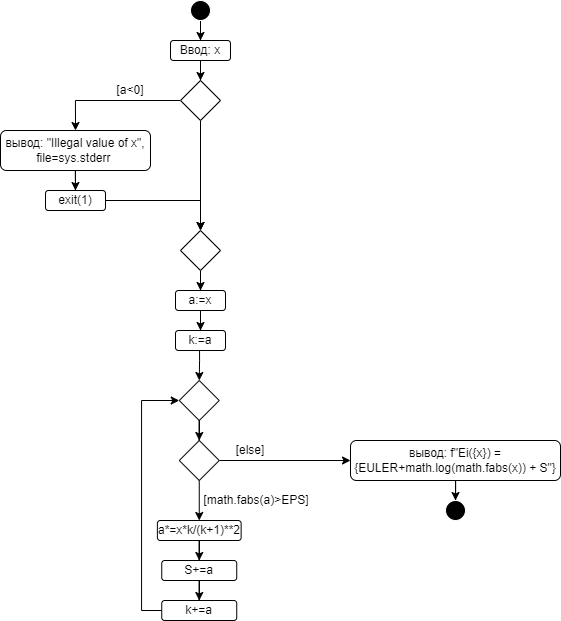 Ввод: x
[a<0]
вывод: "Illegal value of x",
file=sys.stderr
exit(1)
a:=x
k:=a
[else]
вывод: f"Ei({x}) =
{EULER+math.log(math.fabs(x)) + S"}
[math.fabs(a)>EPS]
a*=x*k/(k+1)**2
S+=a
k+=a